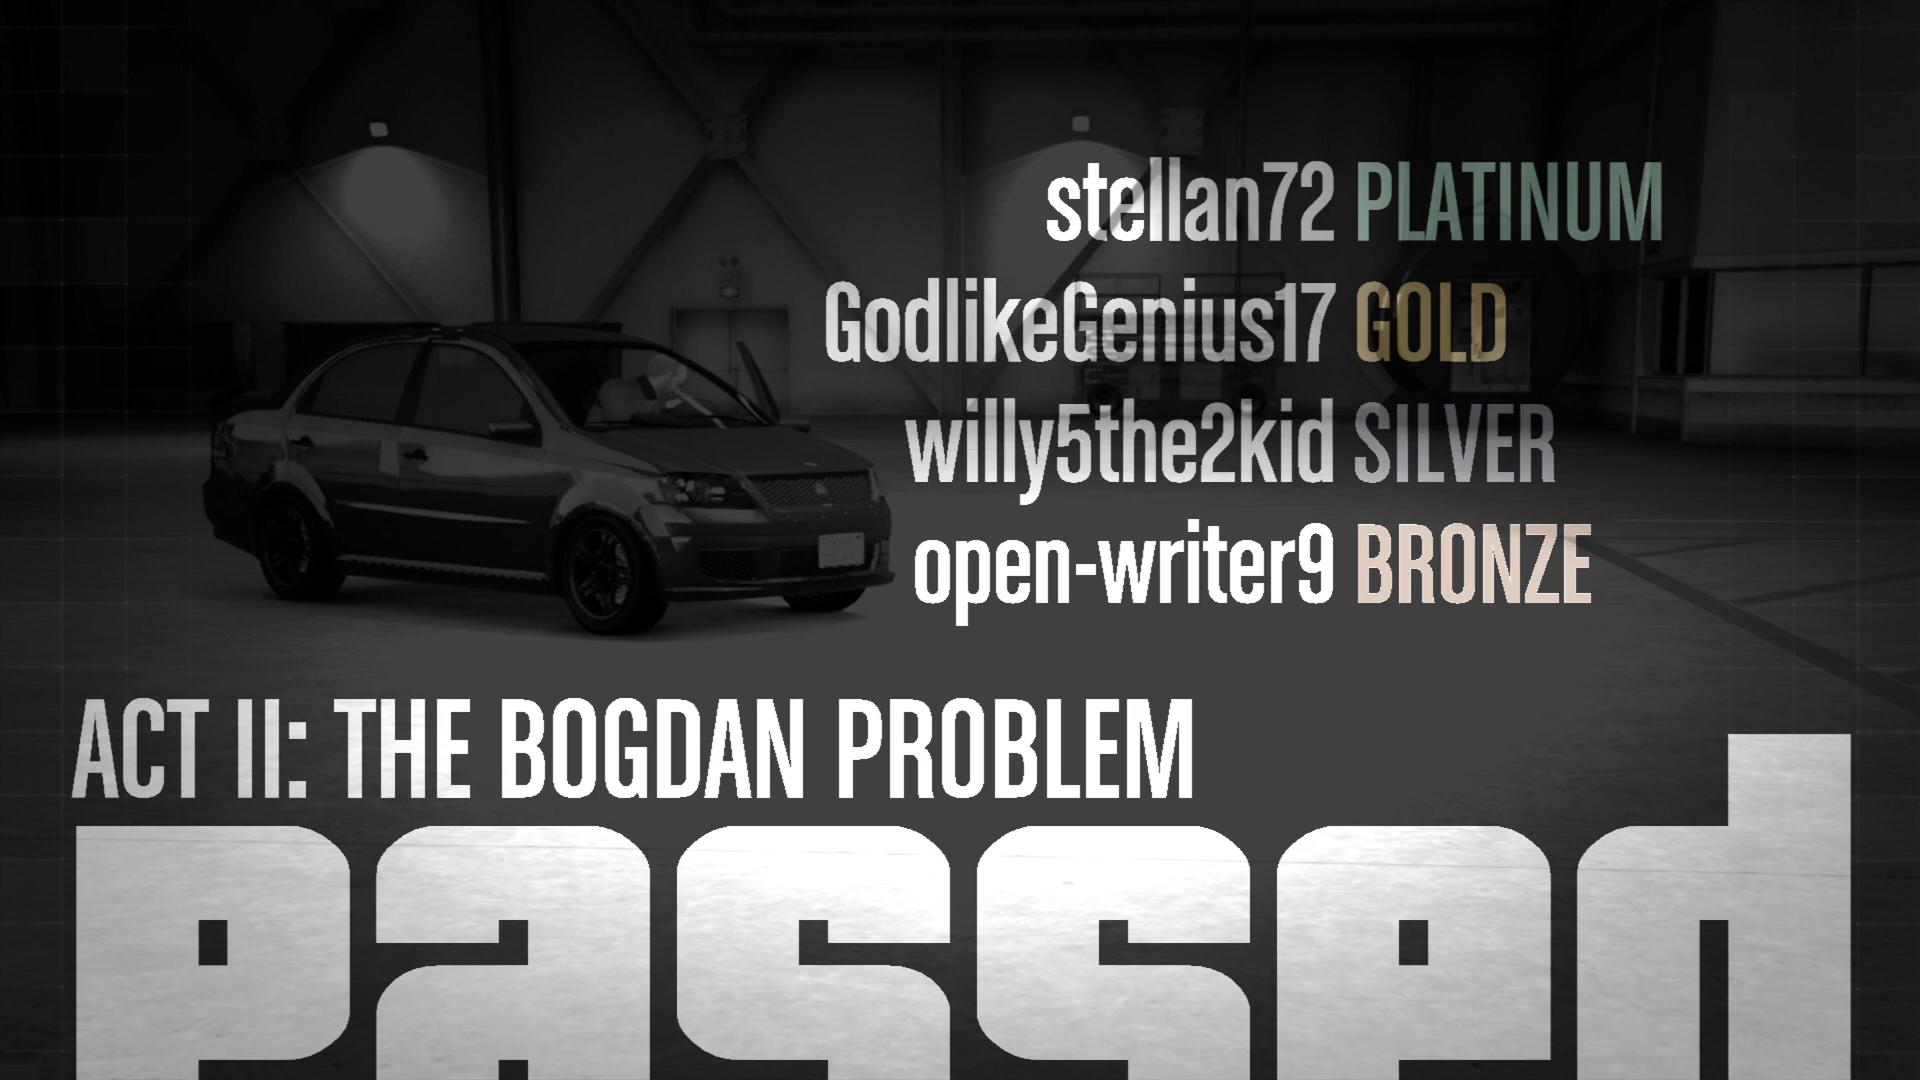 stellan72 PLATINUM
GodlikeGenius17 GOLD
willy5the2kid SILVER
open-writer9 BRONZE
ACT II: THE BOGDAN PROBLEM
passed